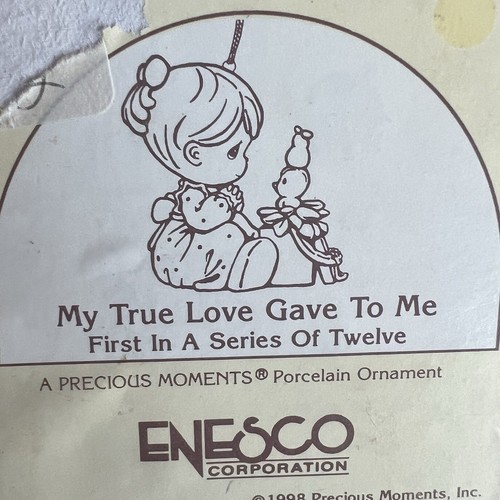 My True Love Gave To Me
First In A Series Of Twelve
A PRECIOUS MOMENTS® Porcelain Ornament
ENESCO
CORPORATION
©1998 Precious Moments, Inc.